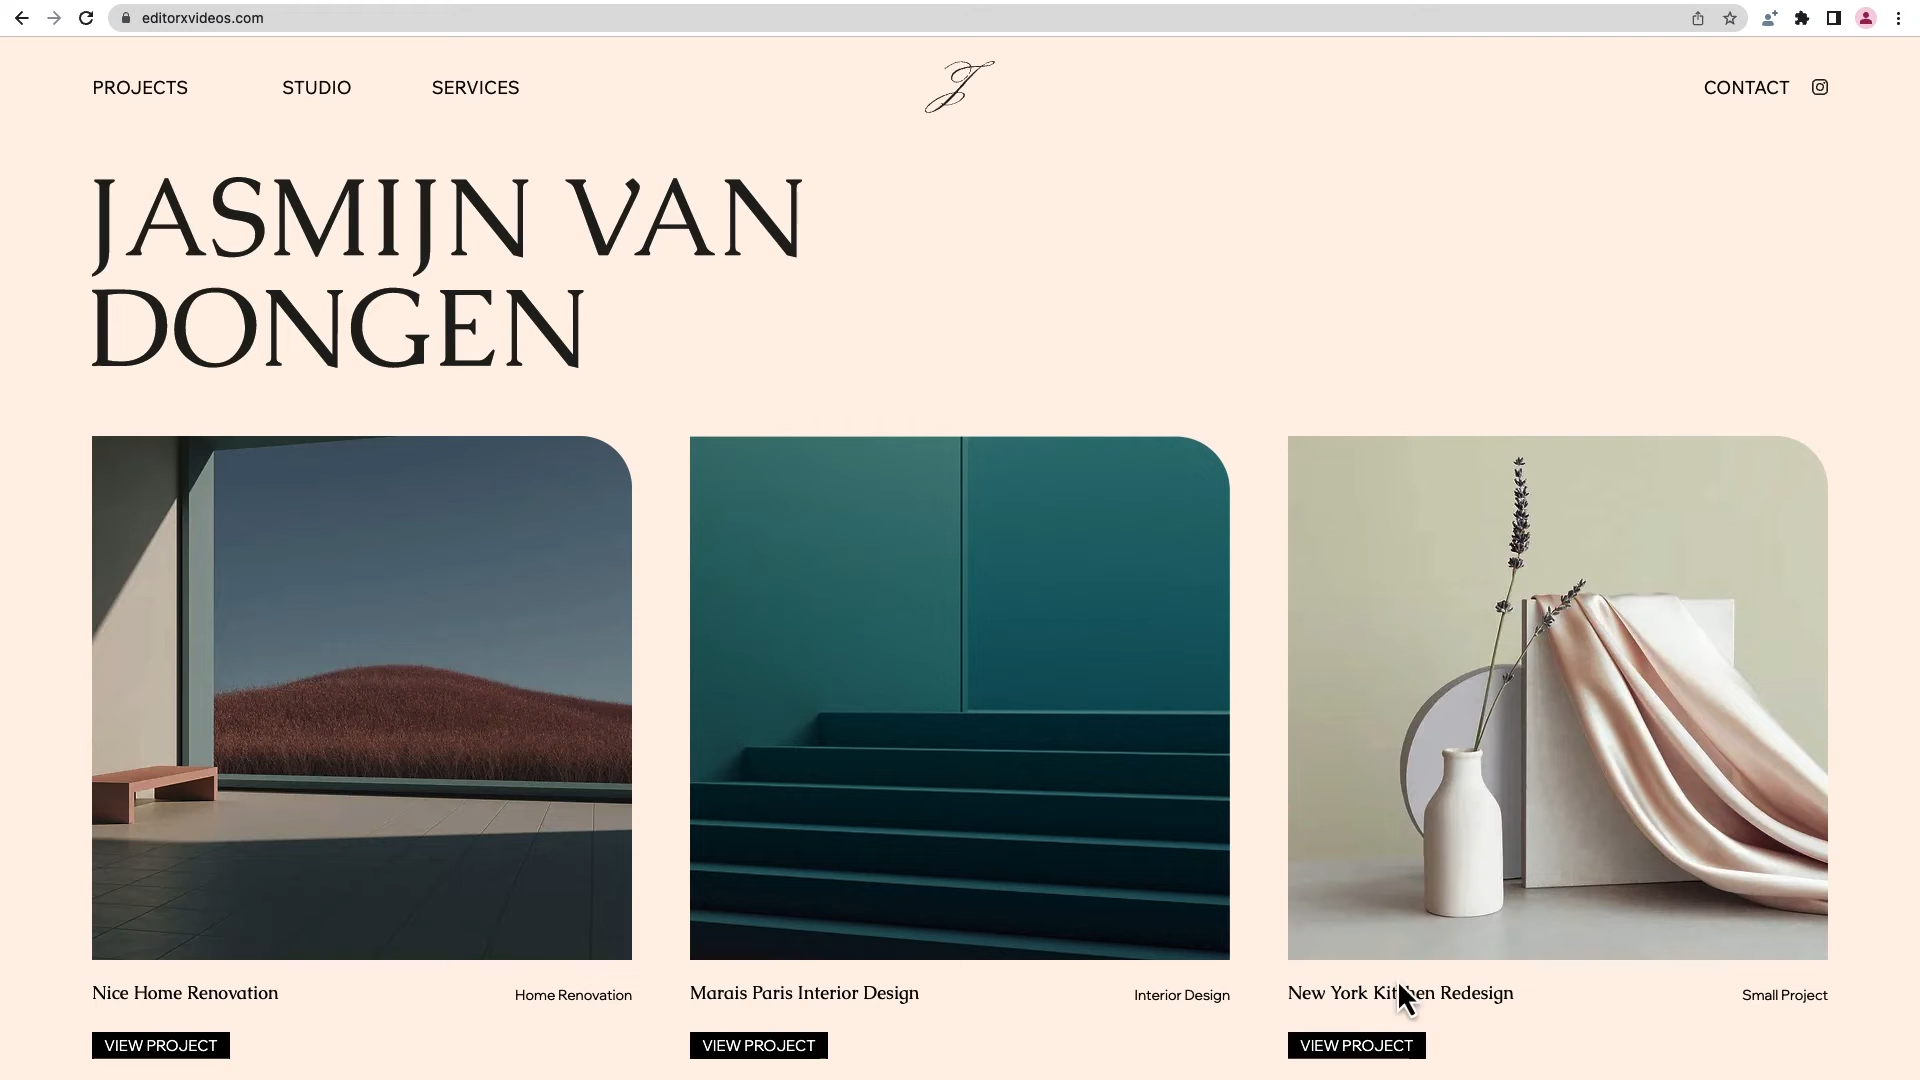 editorxvideos.com
PROJECTS STUDIO SERVICES J CONTACT
JASMIJN VAN
DONGEN
Nice Home Renovation Home Renovation Marais Paris Interior Design Interior Design New York Kitchen Redesign Small Project
VIEW PROJECT VIEW PROJECT VIEW PROJECT